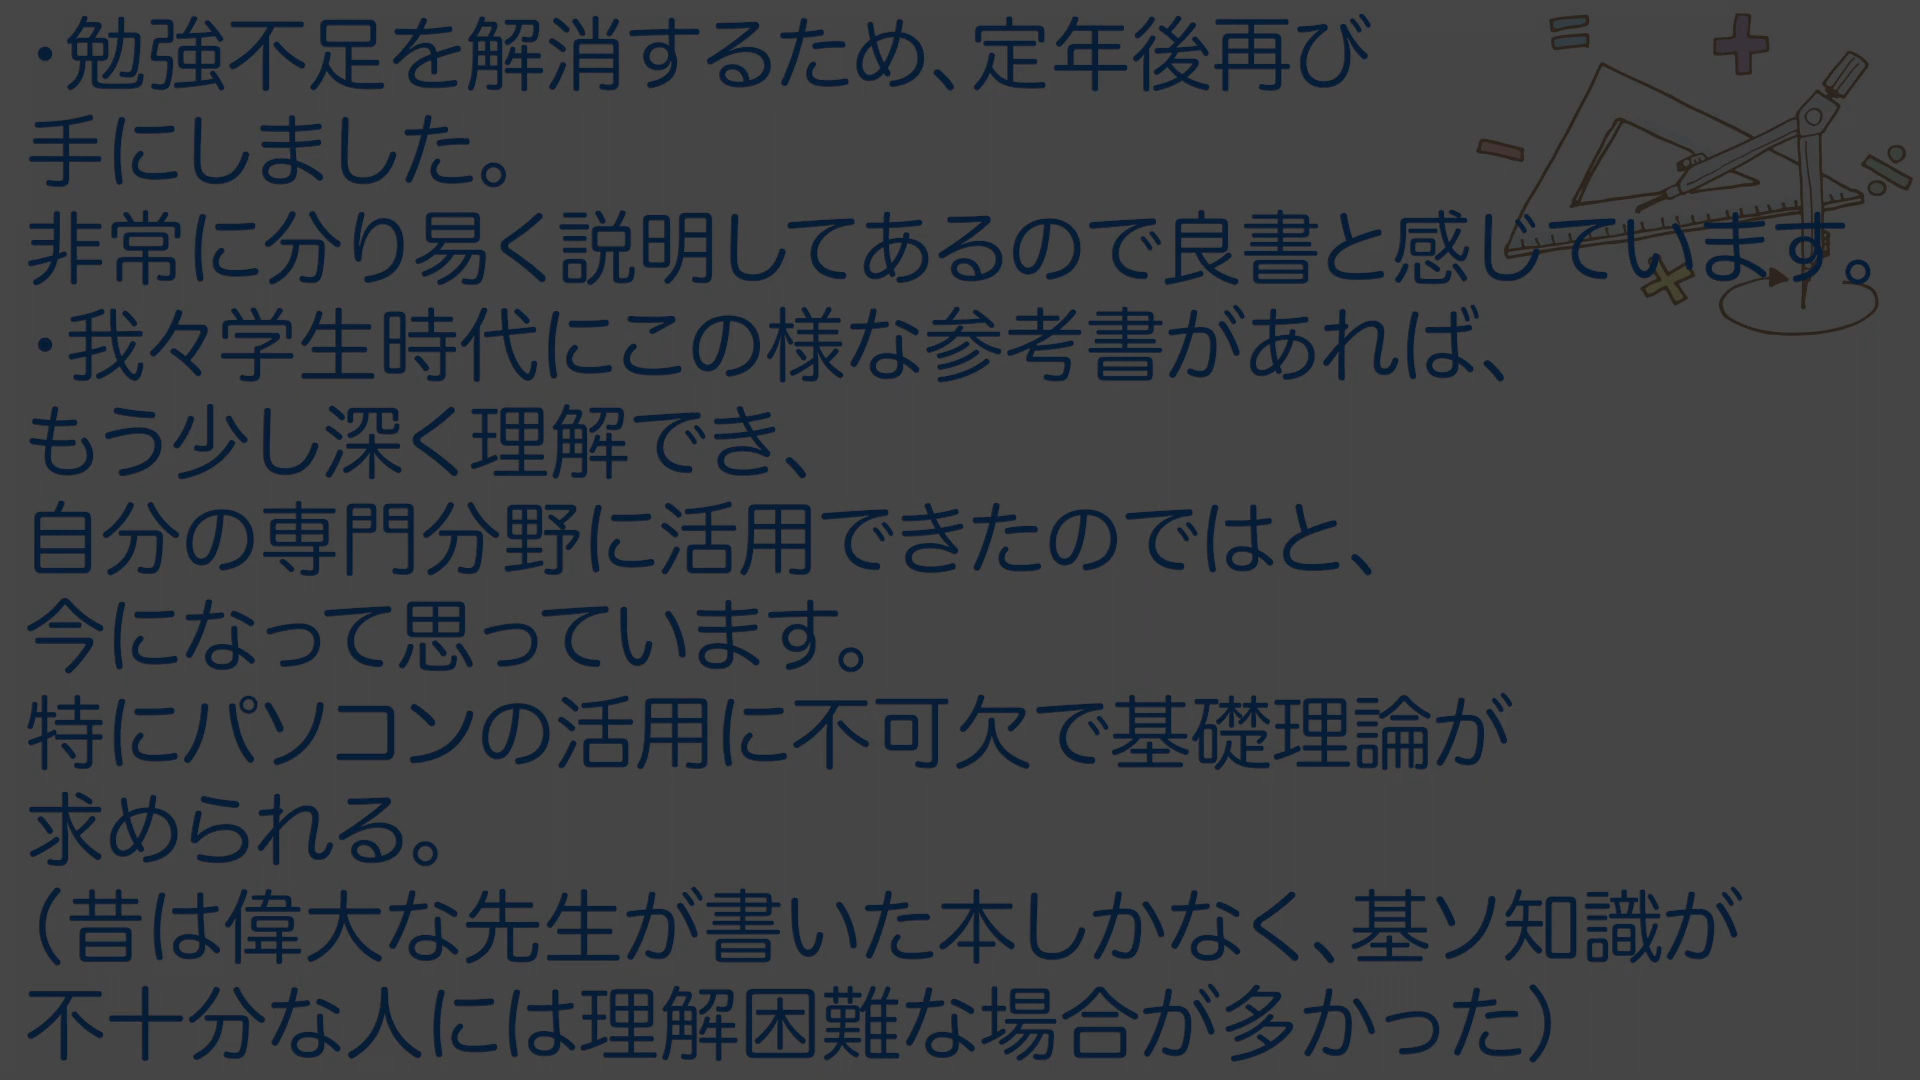 ・勉強不足を解消するため、定年後再び
手にしました。
非常に分り易く説明してあるので良書と感じています。
・我々学生時代にこの様な参考書があれば、
もう少し深く理解でき、
自分の専門分野に活用できたのではと、
今になって思っています。
特にパソコンの活用に不可欠で基礎理論が
求められる。
（昔は偉大な先生が書いた本しかなく、基ソ知識が
不十分な人には理解困難な場合が多かった）